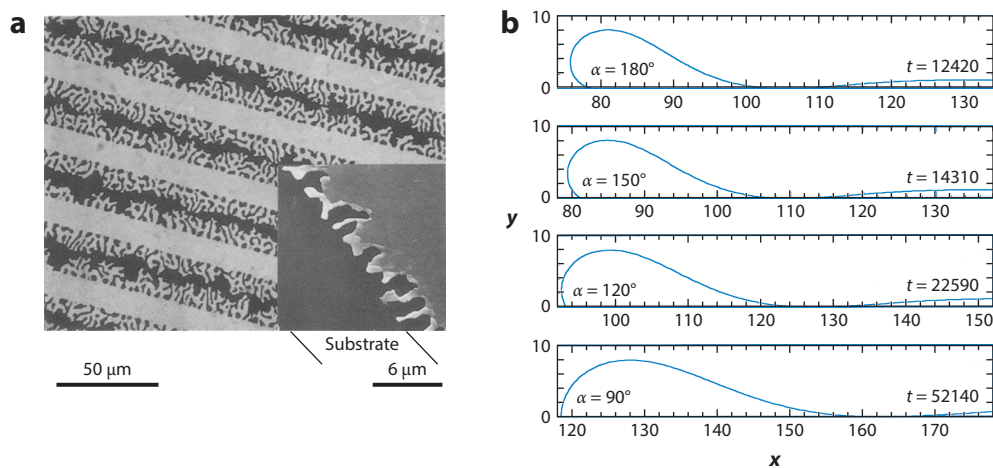 a
Substrate
50 μm
6 μm
b
y
10
0
α = 180°
t = 12420
80 90 100 110 120 130
10
0
α = 150°
t = 14310
80 90 100 110 120 130
10
0
α = 120°
t = 22590
100 110 120 130 140 150
10
0
α = 90°
t = 52140
120 130 140 150 160 170
x